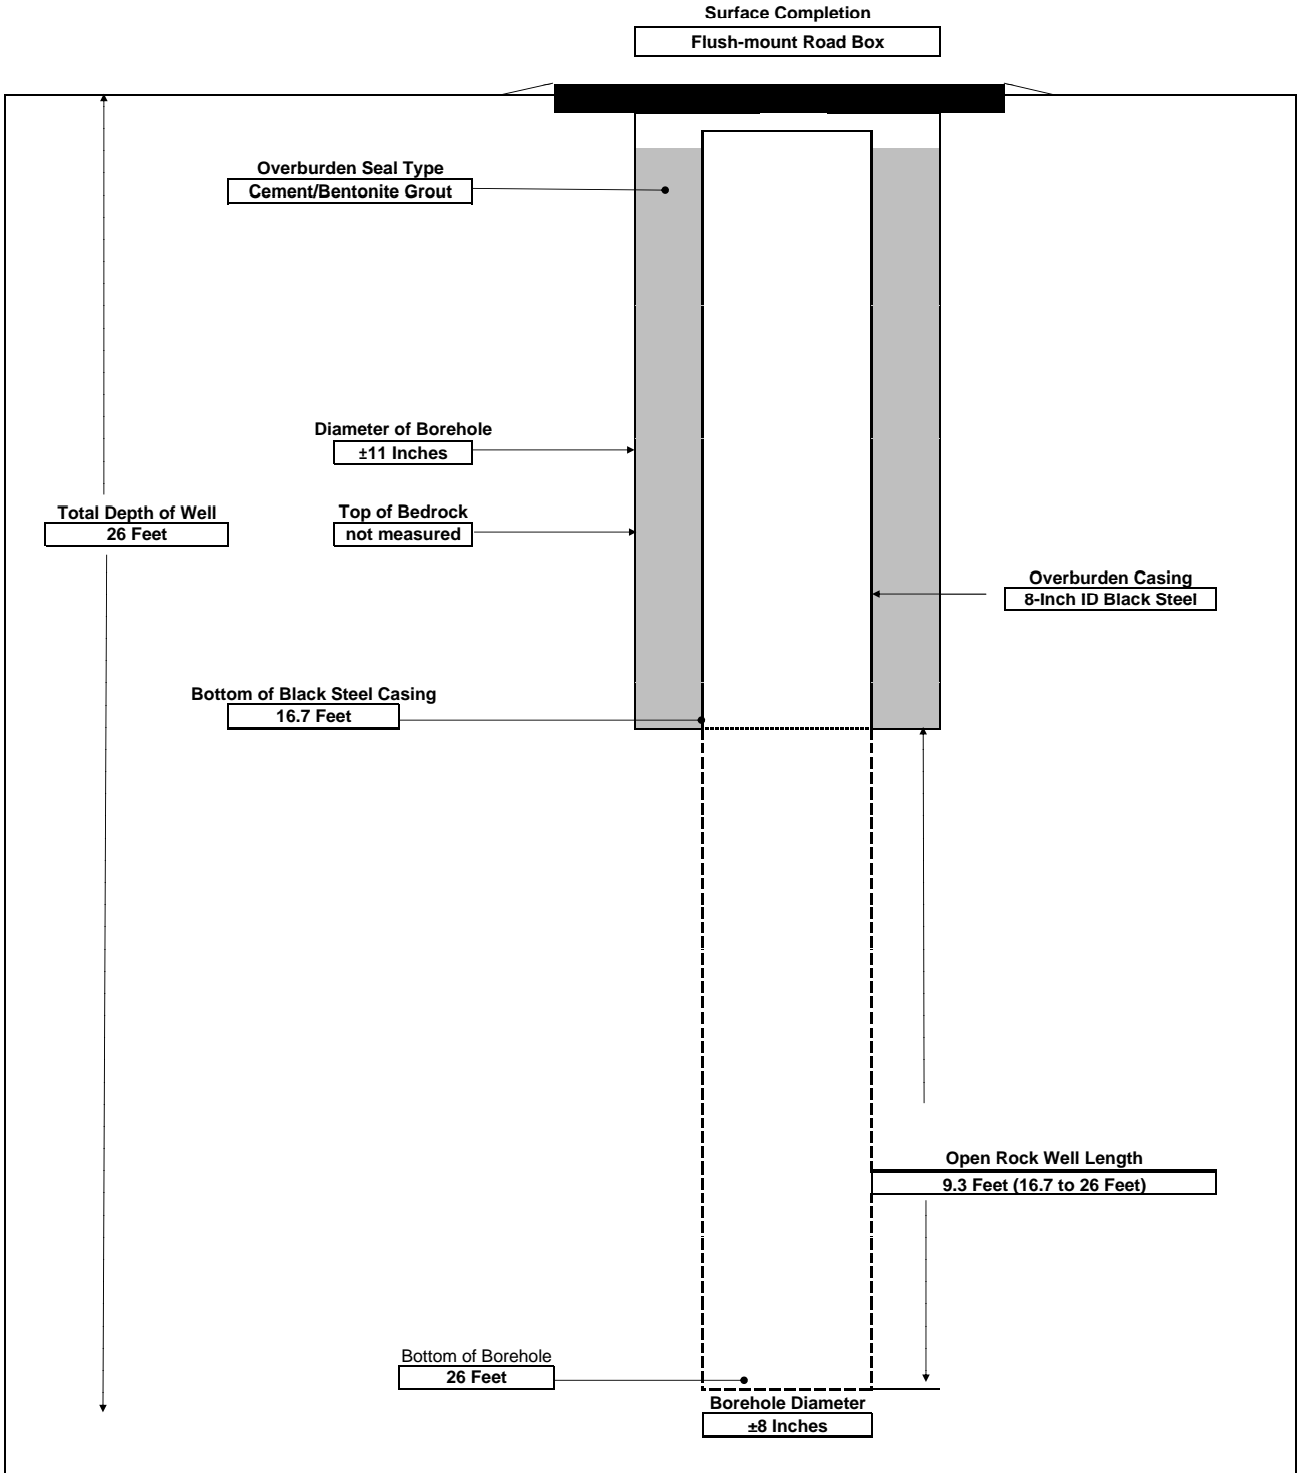 Surface Completion
Flush-mount Road Box
Overburden Seal Type
Cement/Bentonite Grout
Diameter of Borehole
±11 Inches
Total Depth of Well
26 Feet
Top of Bedrock
not measured
Overburden Casing
8-Inch ID Black Steel
Bottom of Black Steel Casing
16.7 Feet
Open Rock Well Length
9.3 Feet (16.7 to 26 Feet)
Bottom of Borehole
26 Feet
Borehole Diameter
±8 Inches